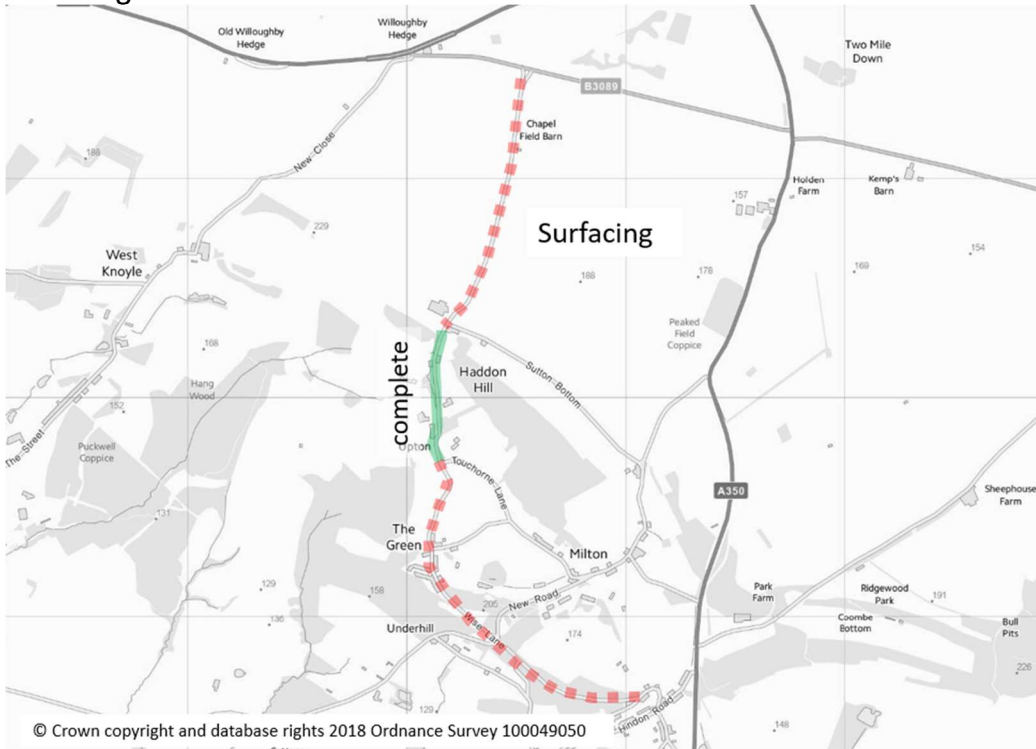 Old Willoughby
Hedge
Willoughby
Hedge
Two Mile
Down
B3089
Chapel
Field Barn
188
New Close
Holden
Farm
Kemp's
Barn
157
229
Surfacing
West
Knoyle
154
169
178
188
Peaked
Field
Coppice
168
complete
Haddon
Hill
Sutton Bottom
Hang
Wood
152
The Street
Puckwell
Coppice
Upton
Touchorne Lane
A350
Sheephouse
Farm
131
The
Green
Milton
129
158
Park
Farm
Ridgewood
Park
191
New Road
205
136
Underhill
Wise Lane
174
Coombe
Bottom
Bull
Pits
226
129
Hindon Road
148
© Crown copyright and database rights 2018 Ordnance Survey 100049050